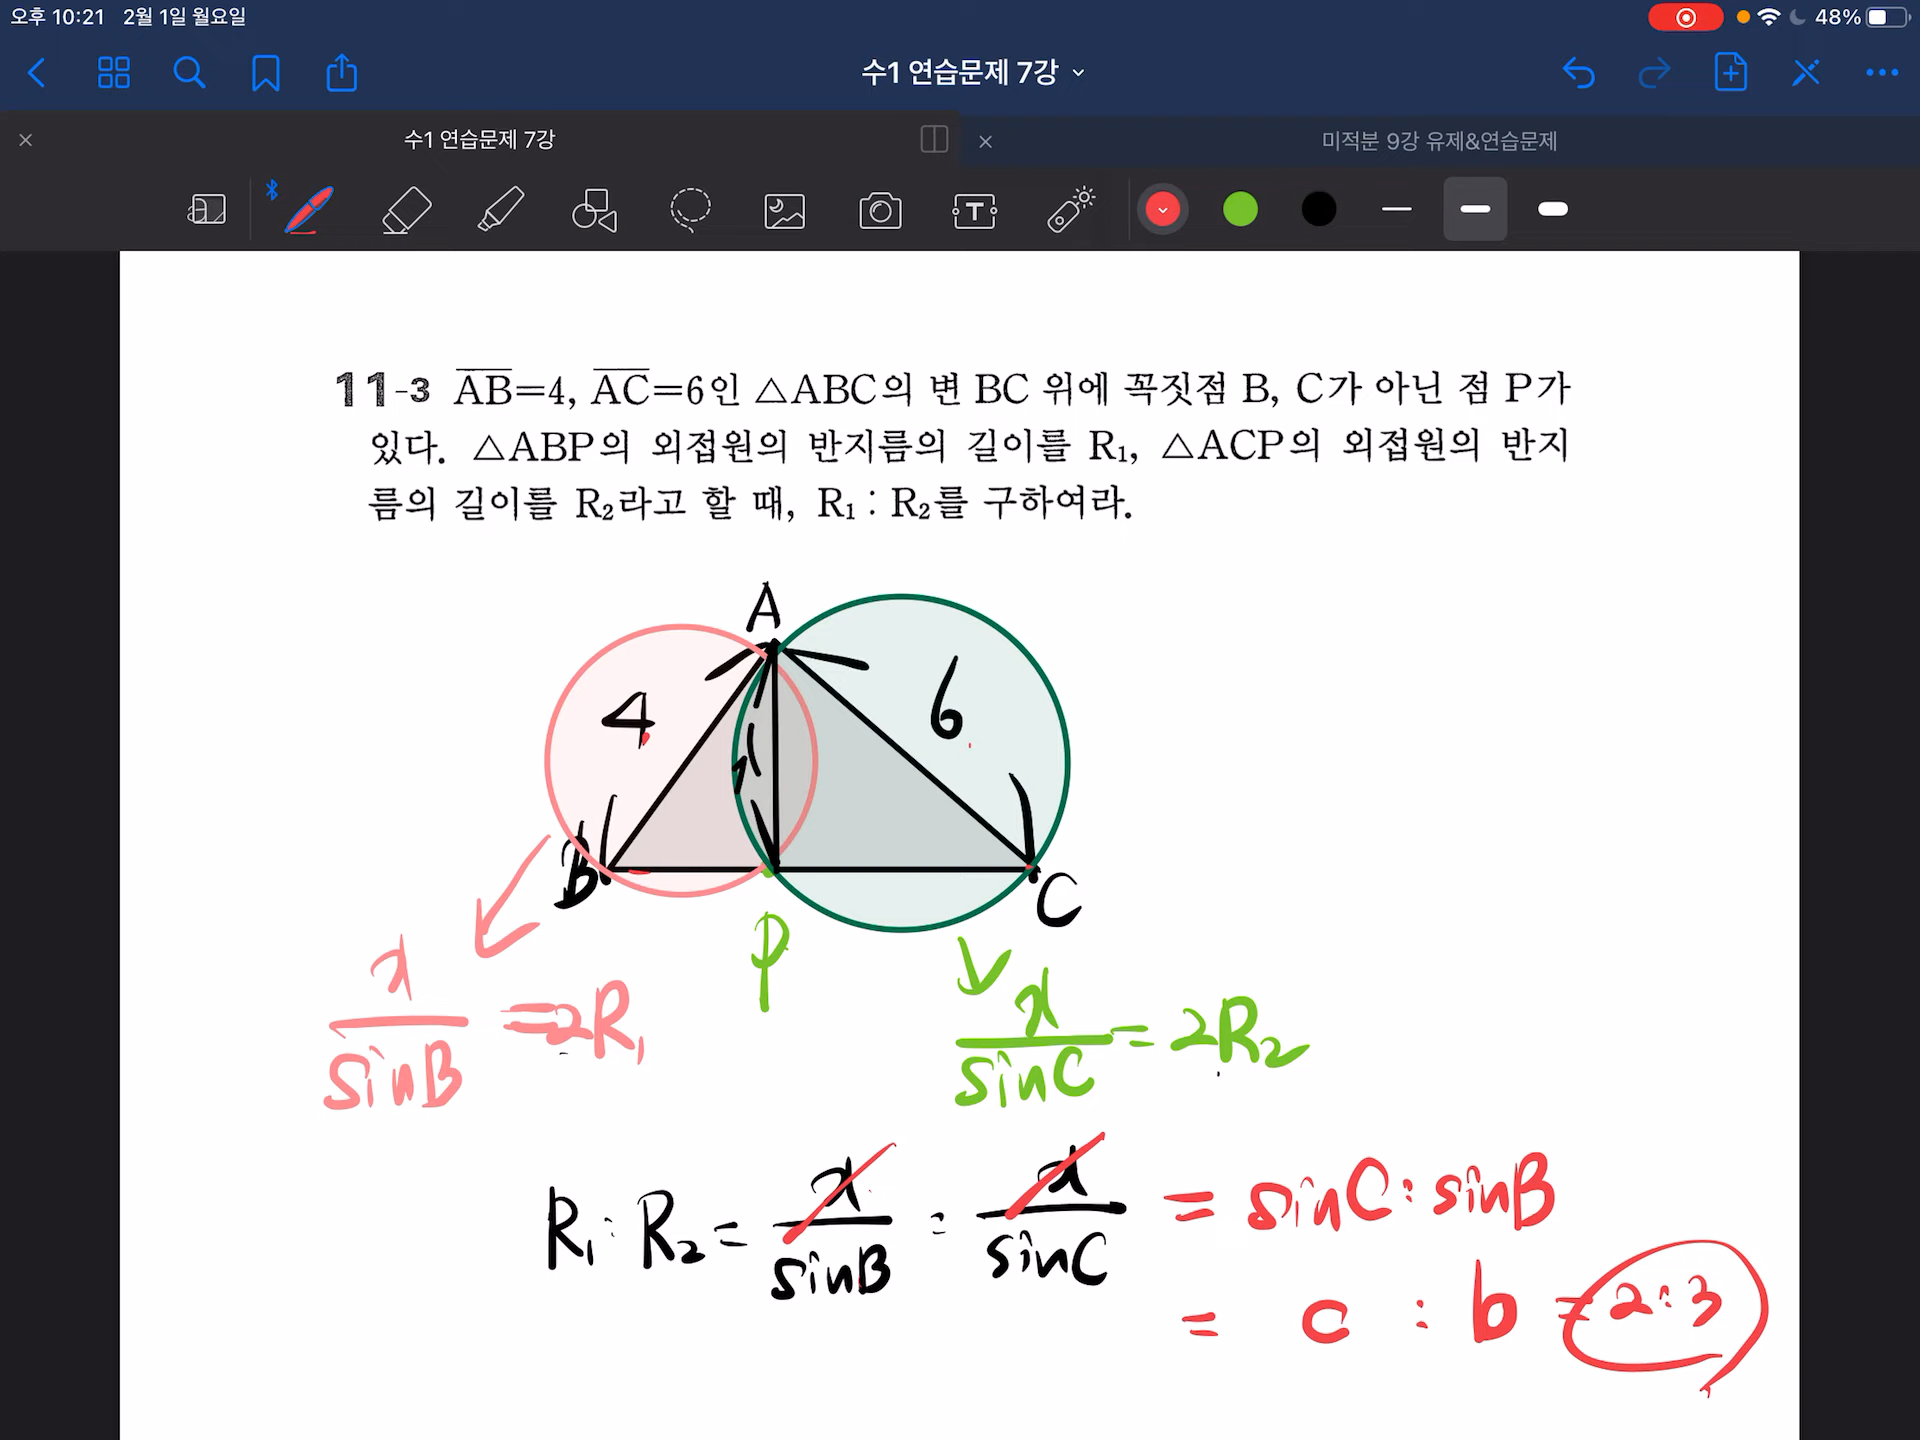 오후 10:21 2월 1일 월요일 48%
수1 연습문제 7강
수1 연습문제 7강 미적분 9강 유제&연습문제
11-3 AB=4, AC=6인 △ABC의 변 BC 위에 꼭짓점 B, C가 아닌 점 P가
있다. △ABP의 외접원의 반지름의 길이를 R₁, △ACP의 외접원의 반지
름의 길이를 R₂라고 할 때, R₁ : R₂를 구하여라.
A
4 6
x
B C
P
x/sinB = 2R₁
x/sinC = 2R₂
R₁ : R₂ = x/sinB : x/sinC = sinC : sinB
= c : b = 2:3